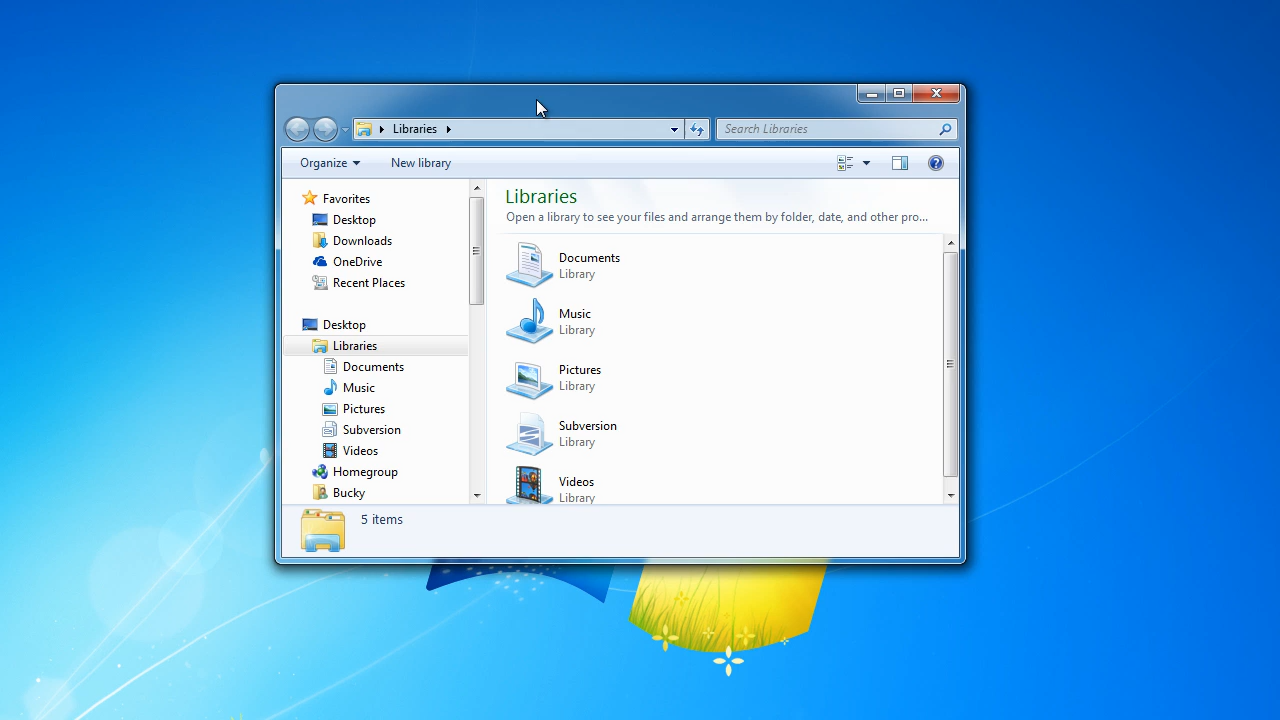 Libraries
Search Libraries
Organize
New library
Favorites
Desktop
Downloads
OneDrive
Recent Places
Desktop
Libraries
Documents
Music
Pictures
Subversion
Videos
Homegroup
Bucky
Libraries
Open a library to see your files and arrange them by folder, date, and other pro...
Documents
Library
Music
Library
Pictures
Library
Subversion
Library
Videos
Library
5 items